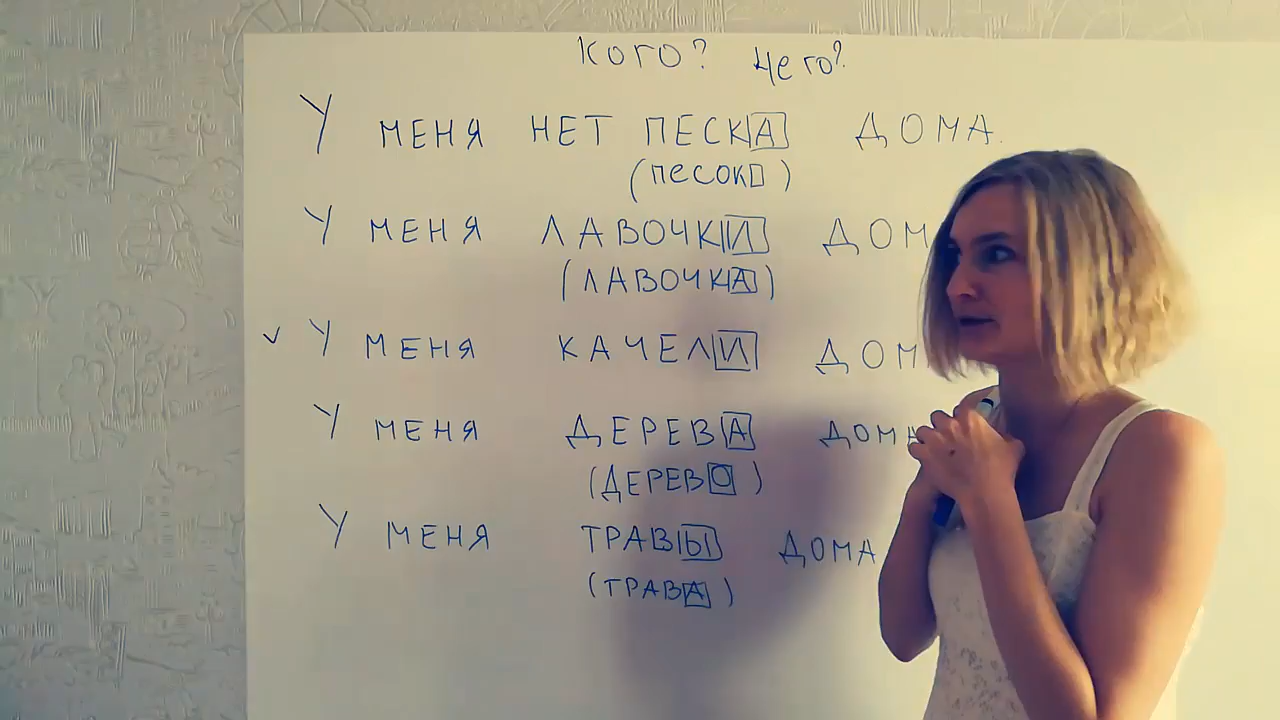 Кого? Чего?
У МЕНЯ НЕТ ПЕСКА ДОМА.
(ПЕСОК)
У МЕНЯ ЛАВОЧКИ ДОМ
(ЛАВОЧКА)
У МЕНЯ КАЧЕЛИ ДОМ
У МЕНЯ ДЕРЕВА ДОМА
(ДЕРЕВО)
У МЕНЯ ТРАВЫ ДОМА
(ТРАВА)